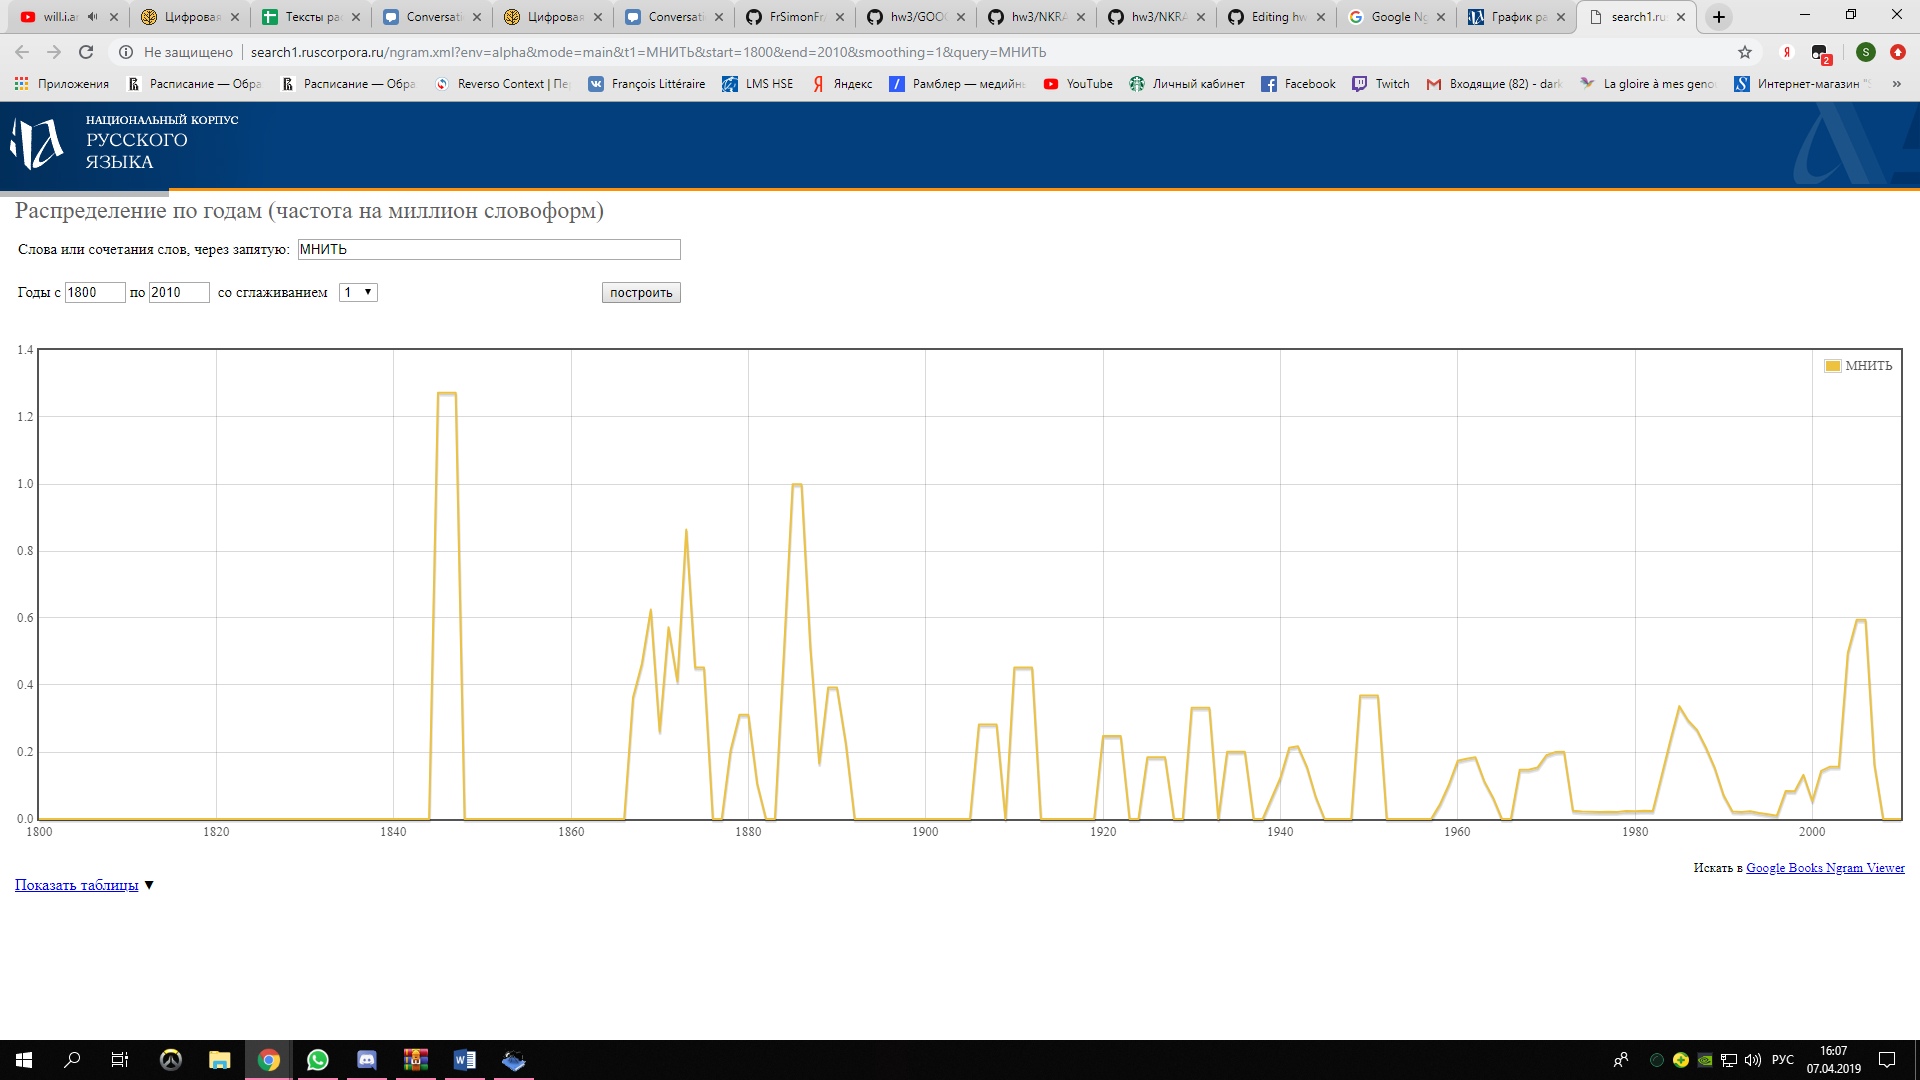 will.i.ar
Цифровая
Тексты ра
Conversati
Цифровая
Conversati
FrSimonFr
hw3/GOO
hw3/NKRA
hw3/NKRA
Editing hw
Google Ng
График ра
search1.ru
Не защищено
search1.ruscorpora.ru/ngram.xml?env=alpha&mode=main&t1=МНИТЬ&start=1800&end=2010&smoothing=1&query=МНИТЬ
2
S
Приложения
Расписание — Обра
Расписание — Обра
Reverso Context | Пе
François Littéraire
LMS HSE
Яндекс
Рамблер — медийн
YouTube
Личный кабинет
Facebook
Twitch
Входящие (82) - dark
La gloire à mes geno
Интернет-магазин "S
»
НАЦИОНАЛЬНЫЙ КОРПУС
РУССКОГО
ЯЗЫКА
Распределение по годам (частота на миллион словоформ)
Слова или сочетания слов, через запятую: МНИТЬ
Годы с 1800 по 2010 со сглаживанием 1 построить
МНИТЬ
1.4
1.2
1.0
0.8
0.6
0.4
0.2
0.0
1800 1820 1840 1860 1880 1900 1920 1940 1960 1980 2000
Искать в Google Books Ngram Viewer
Показать таблицы ▼
РУС
16:07
07.04.2019